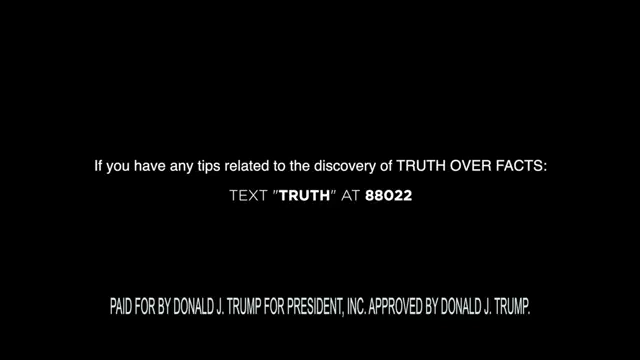 If you have any tips related to the discovery of TRUTH OVER FACTS:
TEXT "TRUTH" AT 88022
PAID FOR BY DONALD J. TRUMP FOR PRESIDENT, INC. APPROVED BY DONALD J. TRUMP.